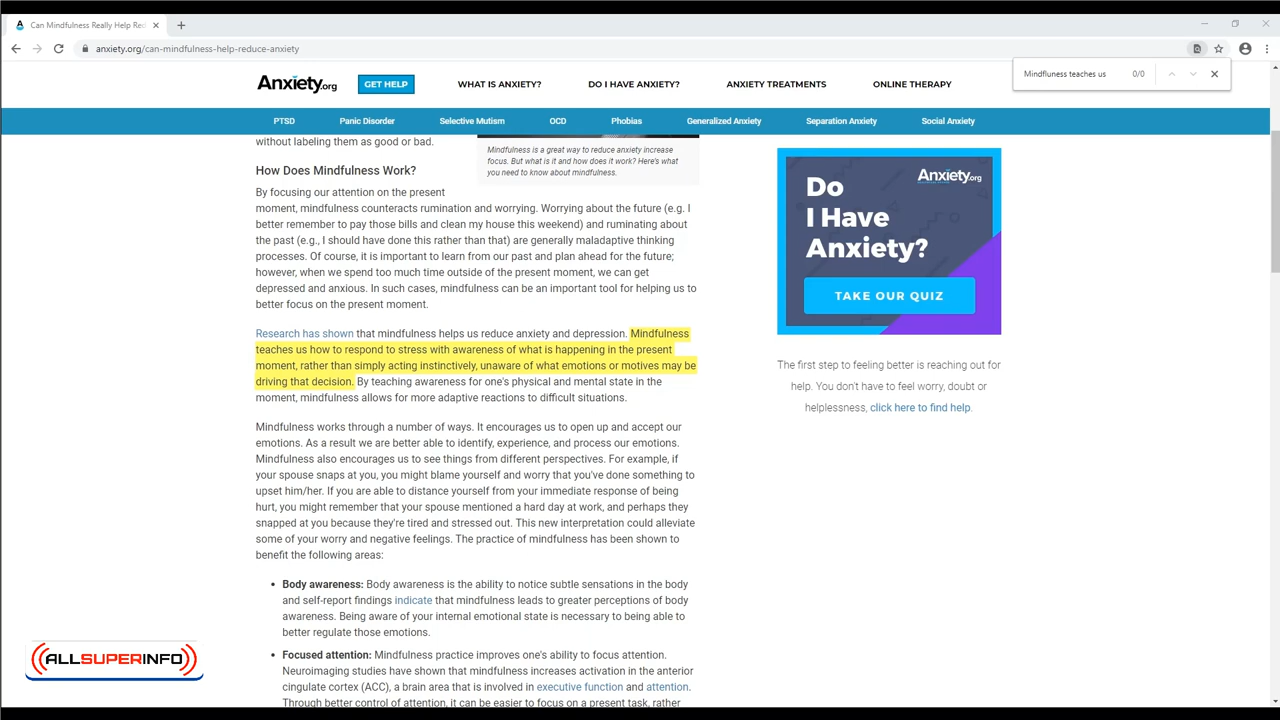 Can Mindfulness Really Help Red
anxiety.org/can-mindfulness-help-reduce-anxiety
Mindfluness teaches us 0/0
Anxiety.org
GET HELP
WHAT IS ANXIETY?
DO I HAVE ANXIETY?
ANXIETY TREATMENTS
ONLINE THERAPY
PTSD
Panic Disorder
Selective Mutism
OCD
Phobias
Generalized Anxiety
Separation Anxiety
Social Anxiety
without labeling them as good or bad.
Mindfulness is a great way to reduce anxiety increase
focus. But what is it and how does it work? Here's what
you need to know about mindfulness.
How Does Mindfulness Work?
By focusing our attention on the present
moment, mindfulness counteracts rumination and worrying. Worrying about the future (e.g. I
better remember to pay those bills and clean my house this weekend) and ruminating about
the past (e.g., I should have done this rather than that) are generally maladaptive thinking
processes. Of course, it is important to learn from our past and plan ahead for the future;
however, when we spend too much time outside of the present moment, we can get
depressed and anxious. In such cases, mindfulness can be an important tool for helping us to
better focus on the present moment.
Research has shown that mindfulness helps us reduce anxiety and depression. Mindfulness
teaches us how to respond to stress with awareness of what is happening in the present
moment, rather than simply acting instinctively, unaware of what emotions or motives may be
driving that decision. By teaching awareness for one's physical and mental state in the
moment, mindfulness allows for more adaptive reactions to difficult situations.
Mindfulness works through a number of ways. It encourages us to open up and accept our
emotions. As a result we are better able to identify, experience, and process our emotions.
Mindfulness also encourages us to see things from different perspectives. For example, if
your spouse snaps at you, you might blame yourself and worry that you've done something to
upset him/her. If you are able to distance yourself from your immediate response of being
hurt, you might remember that your spouse mentioned a hard day at work, and perhaps they
snapped at you because they're tired and stressed out. This new interpretation could alleviate
some of your worry and negative feelings. The practice of mindfulness has been shown to
benefit the following areas:
• Body awareness: Body awareness is the ability to notice subtle sensations in the body
and self-report findings indicate that mindfulness leads to greater perceptions of body
awareness. Being aware of your internal emotional state is necessary to being able to
better regulate those emotions.
• Focused attention: Mindfulness practice improves one's ability to focus attention.
Neuroimaging studies have shown that mindfulness increases activation in the anterior
cingulate cortex (ACC), a brain area that is involved in executive function and attention.
Through better control of attention, it can be easier to focus on a present task, rather
Anxiety.org
Do
I Have
Anxiety?
TAKE OUR QUIZ
The first step to feeling better is reaching out for
help. You don't have to feel worry, doubt or
helplessness, click here to find help.
ALLSUPERINFO